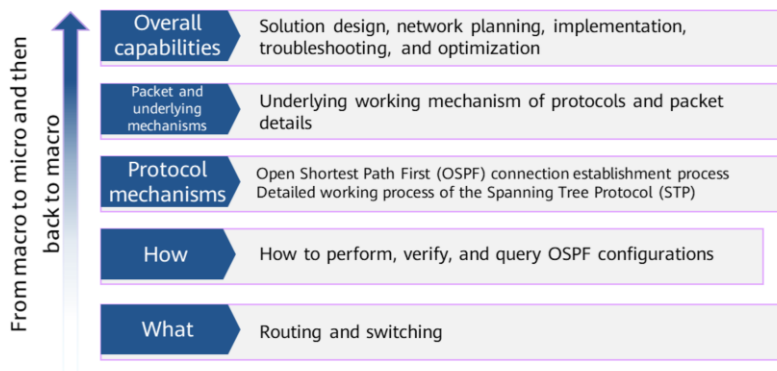 From macro to micro and then
back to macro
Overall
capabilities
Solution design, network planning, implementation,
troubleshooting, and optimization
Packet and
underlying
mechanisms
Underlying working mechanism of protocols and packet
details
Protocol
mechanisms
Open Shortest Path First (OSPF) connection establishment process
Detailed working process of the Spanning Tree Protocol (STP)
How
How to perform, verify, and query OSPF configurations
What
Routing and switching